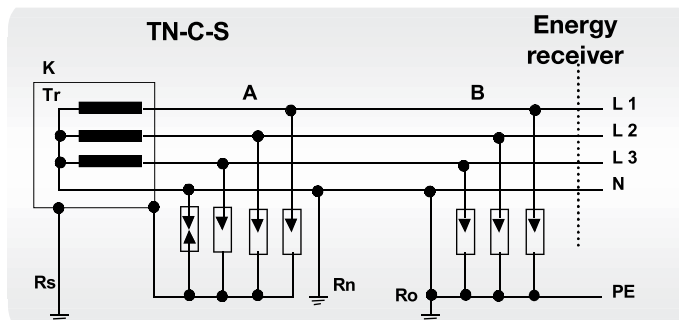 TN-C-S
Energy
receiver
K
Tr
A
B
L 1
L 2
L 3
N
Rs
Rn
Ro
PE